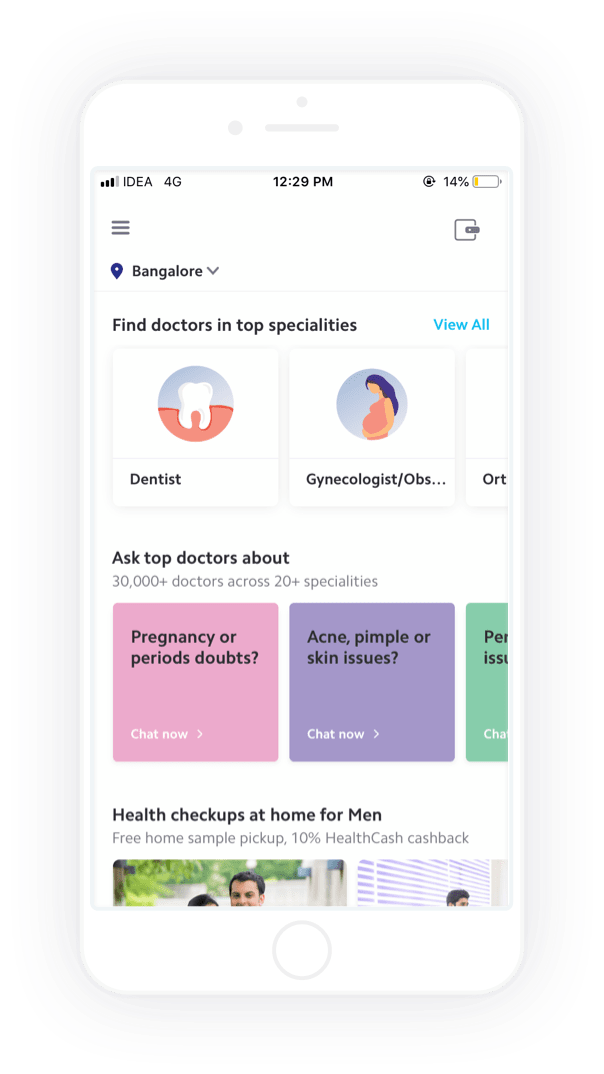 IDEA 4G 12:29 PM 14%
Bangalore
Find doctors in top specialities View All
Dentist Gynecologist/Obs... Ort
Ask top doctors about
30,000+ doctors across 20+ specialities
Pregnancy or
periods doubts?
Chat now
Acne, pimple or
skin issues?
Chat now
Per
issu
Chat
Health checkups at home for Men
Free home sample pickup, 10% HealthCash cashback